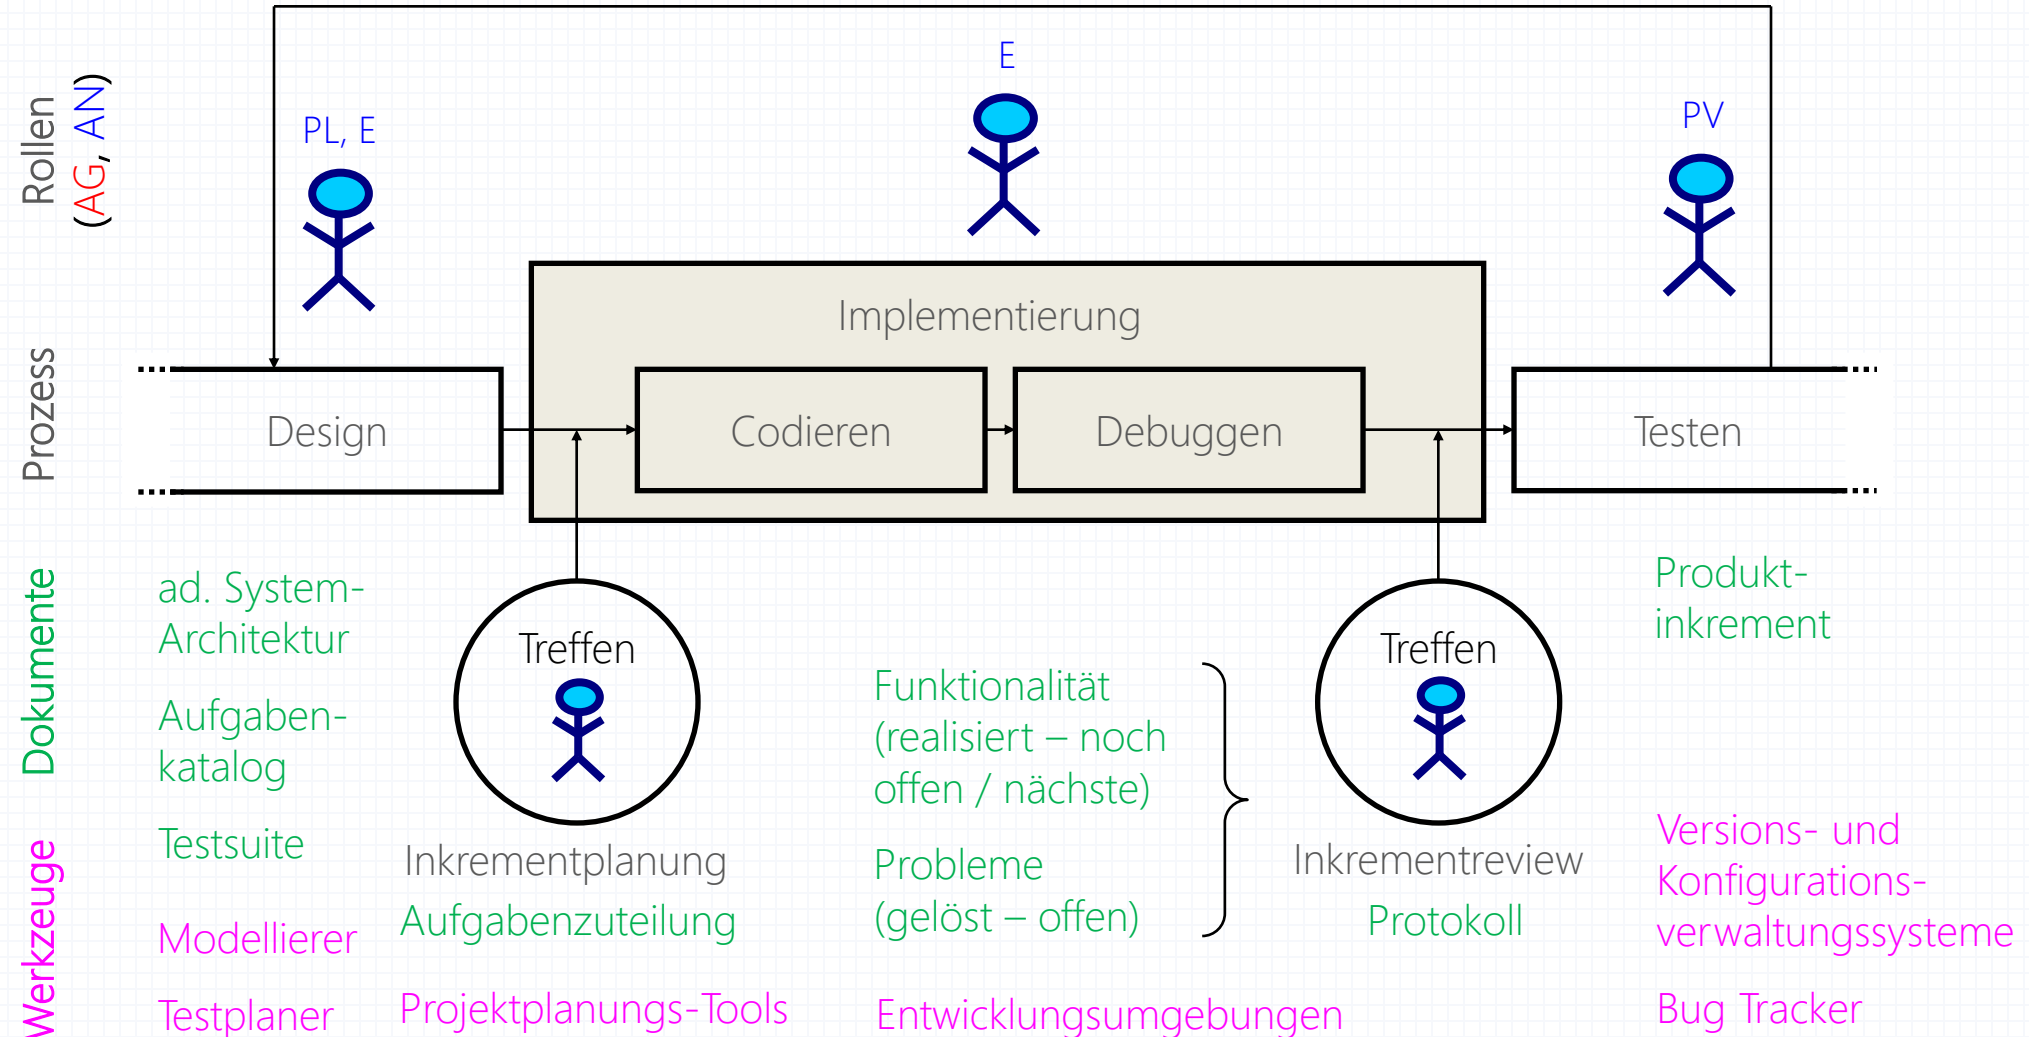 Rollen
(AG, AN)
PL, E
E
PV
Prozess
Implementierung
Design
Codieren
Debuggen
Testen
Dokumente
ad. System-
Architektur
Aufgaben-
katalog
Testsuite
Treffen
Inkrementplanung
Aufgabenzuteilung
Funktionalität
(realisiert – noch
offen / nächste)
Probleme
(gelöst – offen)
Treffen
Inkrementreview
Protokoll
Produkt-
inkrement
Werkzeuge
Modellierer
Testplaner
Projektplanungs-Tools
Entwicklungsumgebungen
Versions- und
Konfigurations-
verwaltungssysteme
Bug Tracker